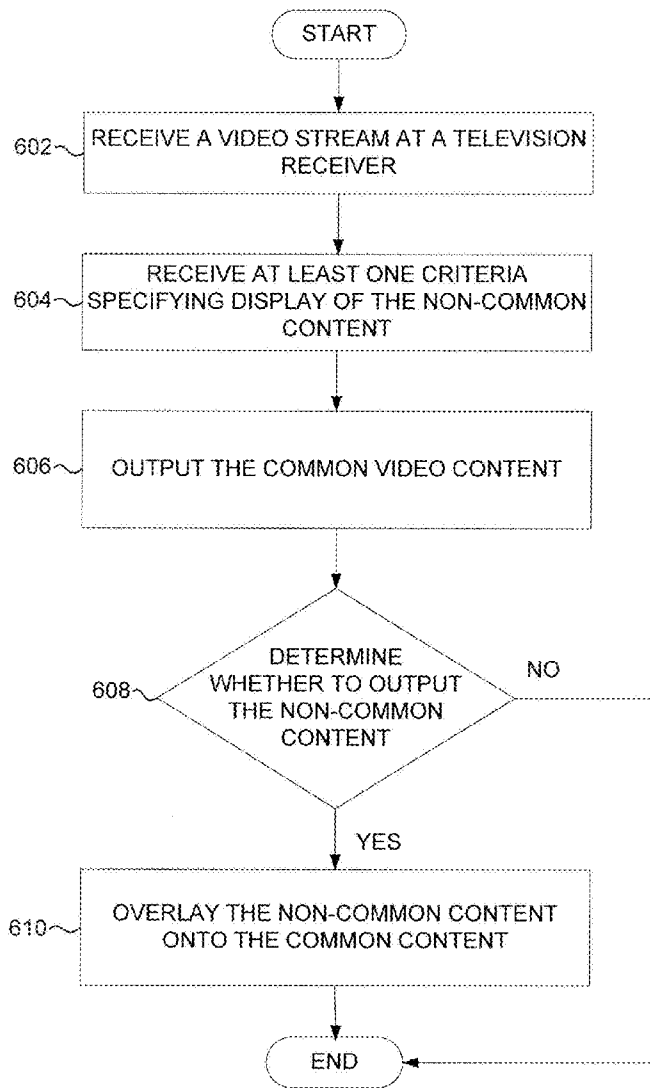 START
602
RECEIVE A VIDEO STREAM AT A TELEVISION
RECEIVER
604
RECEIVE AT LEAST ONE CRITERIA
SPECIFYING DISPLAY OF THE NON-COMMON
CONTENT
606
OUTPUT THE COMMON VIDEO CONTENT
608
DETERMINE
WHETHER TO OUTPUT
THE NON-COMMON
CONTENT
NO
YES
610
OVERLAY THE NON-COMMON CONTENT
ONTO THE COMMON CONTENT
END